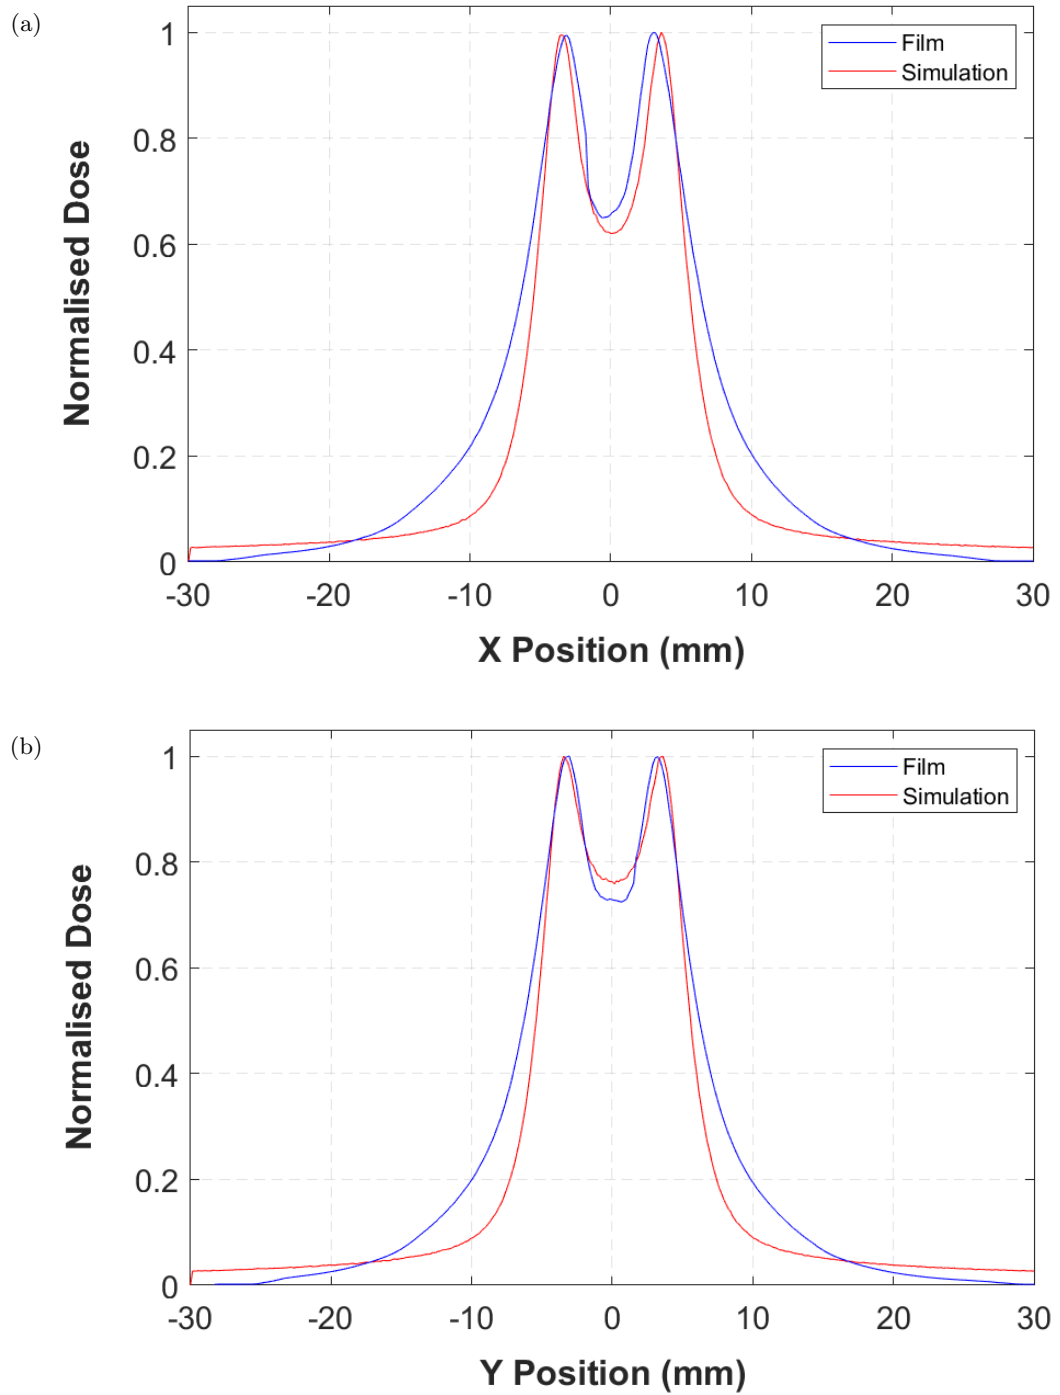 (a)
1
0.8
0.6
0.4
0.2
0
Normalised Dose
Film
Simulation
-30 -20 -10 0 10 20 30
X Position (mm)
(b)
1
0.8
0.6
0.4
0.2
0
Normalised Dose
Film
Simulation
-30 -20 -10 0 10 20 30
Y Position (mm)